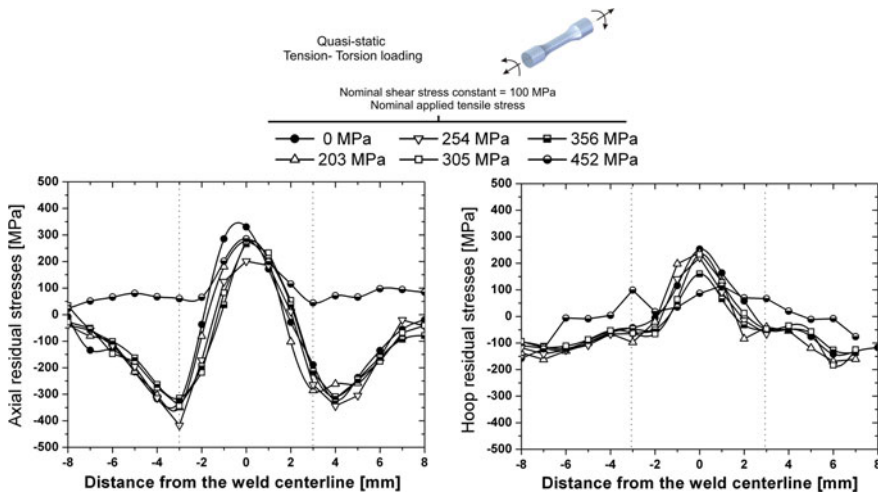 Quasi-static
Tension- Torsion loading
Nominal shear stress constant = 100 MPa
Nominal applied tensile stress
0 MPa 254 MPa 356 MPa
203 MPa 305 MPa 452 MPa
Axial residual stresses [MPa]
500
400
300
200
100
0
-100
-200
-300
-400
-500
-8 -6 -4 -2 0 2 4 6 8
Distance from the weld centerline [mm]
Hoop residual stresses [MPa]
500
400
300
200
100
0
-100
-200
-300
-400
-500
-8 -6 -4 -2 0 2 4 6 8
Distance from the weld centerline [mm]